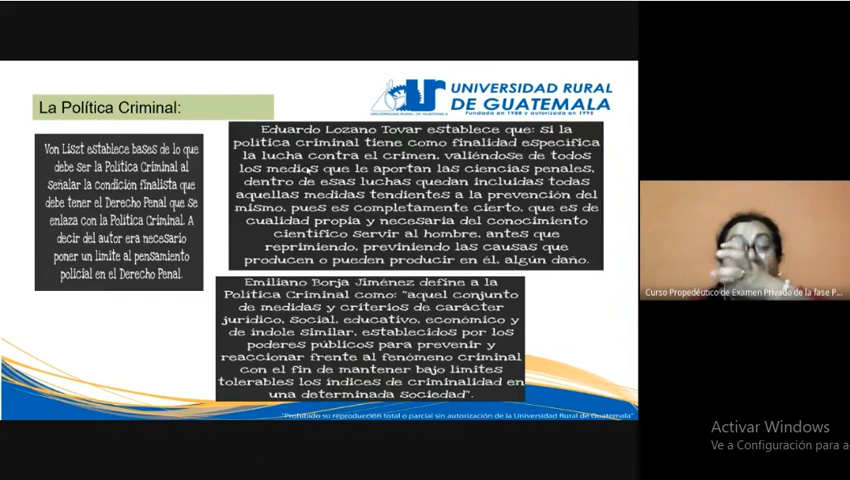 La Política Criminal:
UNIVERSIDAD RURAL
DE GUATEMALA
Fundada en 1988 y autorizada en 1995
UNIVERSIDAD RURAL DE GUATEMALA
Von Liszt establece bases de lo que
debe ser la Política Criminal al
señalar la condición finalista que
debe tener el Derecho Penal que se
enlaza con la Política Criminal. A
decir del autor era necesario
poner un límite al pensamiento
policial en el Derecho Penal.
Eduardo Lozano Tovar establece que: si la
política criminal tiene como finalidad específica
la lucha contra el crimen, valiéndose de todos
los medios que le aportan las ciencias penales,
dentro de esas luchas quedan incluidas todas
aquellas medidas tendientes a la prevención del
mismo, pues es completamente cierto, que es de
cualidad propia y necesaria del conocimiento
científico servir al hombre, antes que
reprimiendo, previniendo las causas que
producen o pueden producir en él, algún daño.
Emiliano Borja Jiménez define a la
Política Criminal como: "aquel conjunto
de medidas y criterios de carácter
jurídico, social, educativo, económico y
de índole similar, establecidos por los
poderes públicos para prevenir y
reaccionar frente al fenómeno criminal
con el fin de mantener bajo límites
tolerables los índices de criminalidad en
una determinada sociedad".
"Prohibido su reproducción total o parcial sin autorización de la Universidad Rural de Guatemala"
Curso Propedéutico de Examen Privado de la fase P...
Activar Windows
Ve a Configuración para a